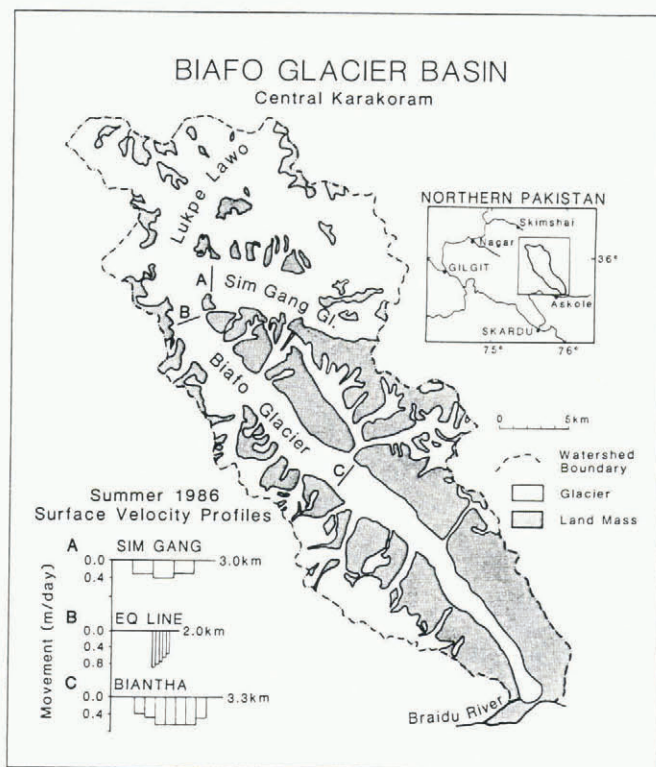 BIAFO GLACIER BASIN
Central Karakoram
Lukpe Lawo
NORTHERN PAKISTAN
Skimshai
Nagar
36°
GILGIT
Askole
SKARDU
75°
76°
A
Sim Gang Gl.
B
Biafo Glacier
C
0 5km
Watershed
Boundary
Glacier
Land Mass
Summer 1986
Surface Velocity Profiles
Movement (m/day)
A
SIM GANG
0.0
0.4
3.0km
B
EQ LINE
0.0
0.4
0.8
2.0km
C
BIANTHA
0.0
0.4
3.3km
Braidu River